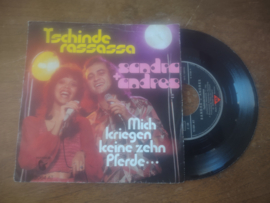 Tschinde
rassassa
sandra
+ andres
Mich
kriegen
keine zehn
Pferde...